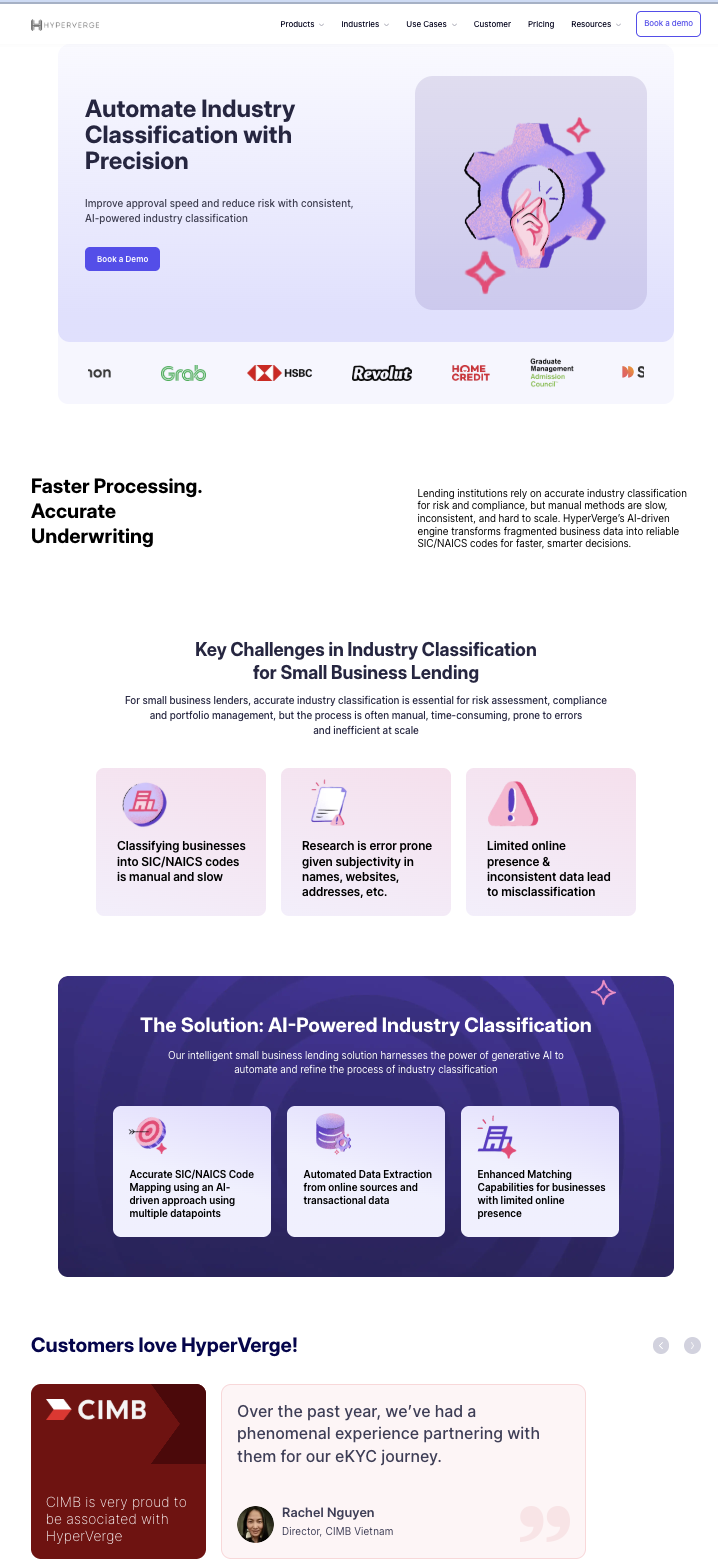 HYPERVERGE
Products
Industries
Use Cases
Customer
Pricing
Resources
Book a demo
Automate Industry
Classification with
Precision
Improve approval speed and reduce risk with consistent,
AI-powered industry classification
Book a Demo
Grab
HSBC
Revolut
HOME
CREDIT
Graduate
Management
Admission
Council
Faster Processing.
Accurate
Underwriting
Lending institutions rely on accurate industry classification
for risk and compliance, but manual methods are slow,
inconsistent, and hard to scale. HyperVerge's AI-driven
engine transforms fragmented business data into reliable
SIC/NAICS codes for faster, smarter decisions.
Key Challenges in Industry Classification
for Small Business Lending
For small business lenders, accurate industry classification is essential for risk assessment, compliance
and portfolio management, but the process is often manual, time-consuming, prone to errors
and inefficient at scale
Classifying businesses
into SIC/NAICS codes
is manual and slow
Research is error prone
given subjectivity in
names, websites,
addresses, etc.
Limited online
presence &
inconsistent data lead
to misclassification
The Solution: AI-Powered Industry Classification
Our intelligent small business lending solution harnesses the power of generative AI to
automate and refine the process of industry classification
Accurate SIC/NAICS Code
Mapping using an AI-
driven approach using
multiple datapoints
Automated Data Extraction
from online sources and
transactional data
Enhanced Matching
Capabilities for businesses
with limited online
presence
Customers love HyperVerge!
CIMB
CIMB is very proud to
be associated with
HyperVerge
Over the past year, we've had a
phenomenal experience partnering with
them for our eKYC journey.
Rachel Nguyen
Director, CIMB Vietnam